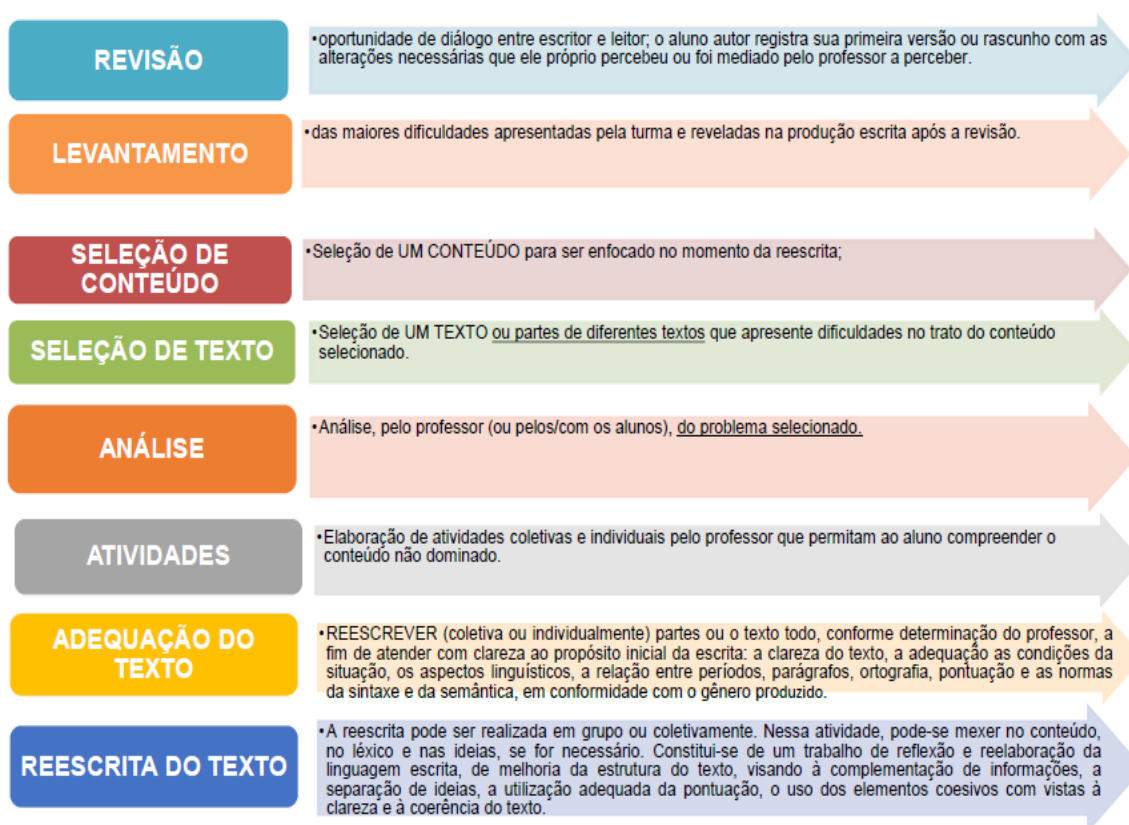 REVISÃO
•oportunidade de diálogo entre escritor e leitor; o aluno autor registra sua primeira versão ou rascunho com as
alterações necessárias que ele próprio percebeu ou foi mediado pelo professor a perceber.
LEVANTAMENTO
•das maiores dificuldades apresentadas pela turma e reveladas na produção escrita após a revisão.
SELEÇÃO DE
CONTEÚDO
•Seleção de UM CONTEÚDO para ser enfocado no momento da reescrita;
SELEÇÃO DE TEXTO
•Seleção de UM TEXTO ou partes de diferentes textos que apresente dificuldades no trato do conteúdo
selecionado.
ANÁLISE
•Análise, pelo professor (ou pelos/com os alunos), do problema selecionado.
ATIVIDADES
•Elaboração de atividades coletivas e individuais pelo professor que permitam ao aluno compreender o
conteúdo não dominado.
ADEQUAÇÃO DO
TEXTO
•REESCREVER (coletiva ou individualmente) partes ou o texto todo, conforme determinação do professor, a
fim de atender com clareza ao propósito inicial da escrita: a clareza do texto, a adequação as condições da
situação, os aspectos linguísticos, a relação entre períodos, parágrafos, ortografia, pontuação e as normas
da sintaxe e da semântica, em conformidade com o gênero produzido.
REESCRITA DO TEXTO
•A reescrita pode ser realizada em grupo ou coletivamente. Nessa atividade, pode-se mexer no conteúdo,
no léxico e nas ideias, se for necessário. Constitui-se de um trabalho de reflexão e reelaboração da
linguagem escrita, de melhoria da estrutura do texto, visando à complementação de informações, a
separação de ideias, a utilização adequada da pontuação, o uso dos elementos coesivos com vistas à
clareza e à coerência do texto.